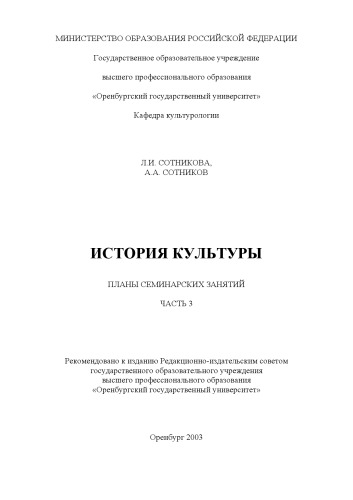 МИНИСТЕРСТВО ОБРАЗОВАНИЯ РОССИЙСКОЙ ФЕДЕРАЦИИ
Государственное образовательное учреждение
высшего профессионального образования
«Оренбургский государственный университет»
Кафедра культурологии
Л.И. СОТНИКОВА,
А.А. СОТНИКОВ
ИСТОРИЯ КУЛЬТУРЫ
ПЛАНЫ СЕМИНАРСКИХ ЗАНЯТИЙ
ЧАСТЬ 3
Рекомендовано к изданию Редакционно-издательским советом
государственного образовательного учреждения
высшего профессионального образования
«Оренбургский государственный университет»
Оренбург 2003